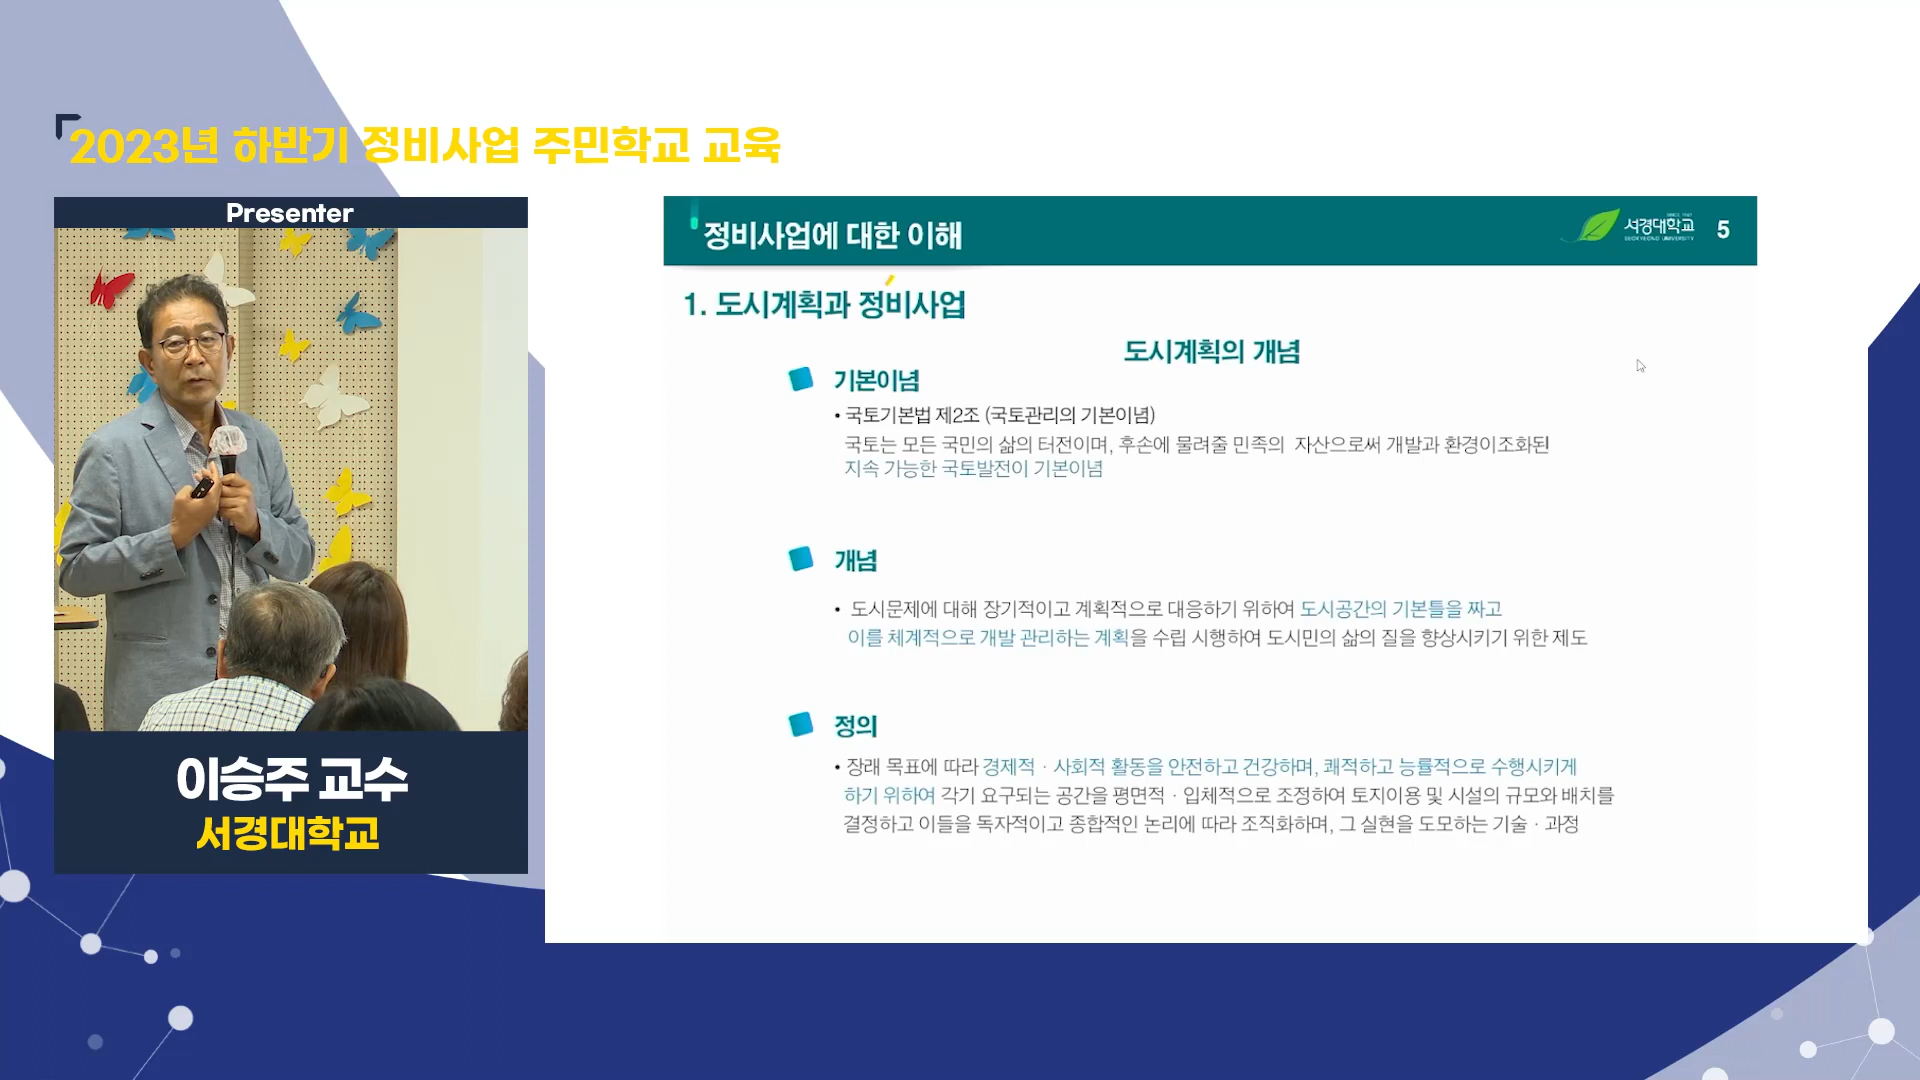 2023년 하반기 정비사업 주민학교 교육
Presenter
이승주 교수
서경대학교
정비사업에 대한 이해
SINCE 1947
서경대학교
SEOKYEONG UNIVERSITY
5
1. 도시계획과 정비사업
도시계획의 개념
기본이념
• 국토기본법 제2조 (국토관리의 기본이념)
국토는 모든 국민의 삶의 터전이며, 후손에 물려줄 민족의 자산으로써 개발과 환경이조화된
지속 가능한 국토발전이 기본이념
개념
• 도시문제에 대해 장기적이고 계획적으로 대응하기 위하여 도시공간의 기본틀을 짜고
이를 체계적으로 개발 관리하는 계획을 수립 시행하여 도시민의 삶의 질을 향상시키기 위한 제도
정의
• 장래 목표에 따라 경제적 · 사회적 활동을 안전하고 건강하며, 쾌적하고 능률적으로 수행시키게
하기 위하여 각기 요구되는 공간을 평면적 · 입체적으로 조정하여 토지이용 및 시설의 규모와 배치를
결정하고 이들을 독자적이고 종합적인 논리에 따라 조직화하며, 그 실현을 도모하는 기술 · 과정